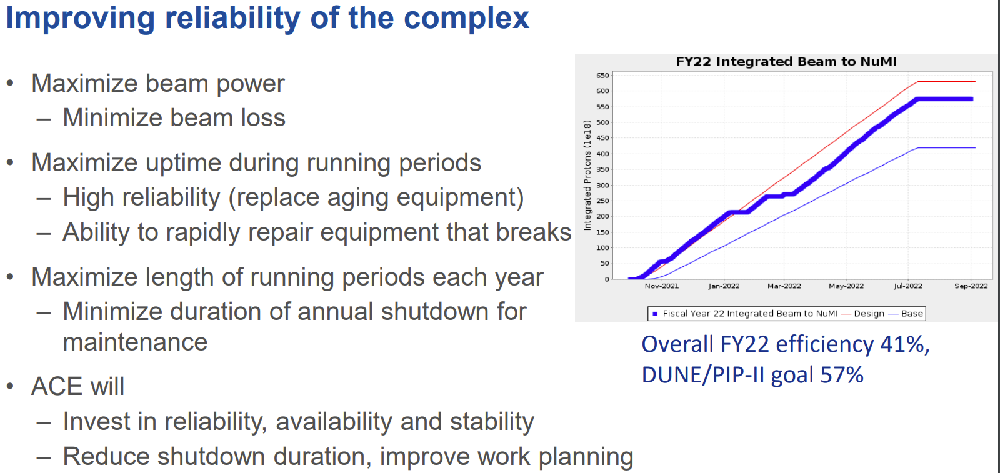 Improving reliability of the complex
• Maximize beam power
– Minimize beam loss
• Maximize uptime during running periods
– High reliability (replace aging equipment)
– Ability to rapidly repair equipment that breaks
• Maximize length of running periods each year
– Minimize duration of annual shutdown for
maintenance
• ACE will
– Invest in reliability, availability and stability
– Reduce shutdown duration, improve work planning
FY22 Integrated Beam to NuMI
Integrated Protons (1e18)
650
600
550
500
450
400
350
300
250
200
150
100
50
0
Nov-2021 Jan-2022 Mar-2022 May-2022 Jul-2022 Sep-2022
Fiscal Year 22 Integrated Beam to NuMI Design Base
Overall FY22 efficiency 41%,
DUNE/PIP-II goal 57%